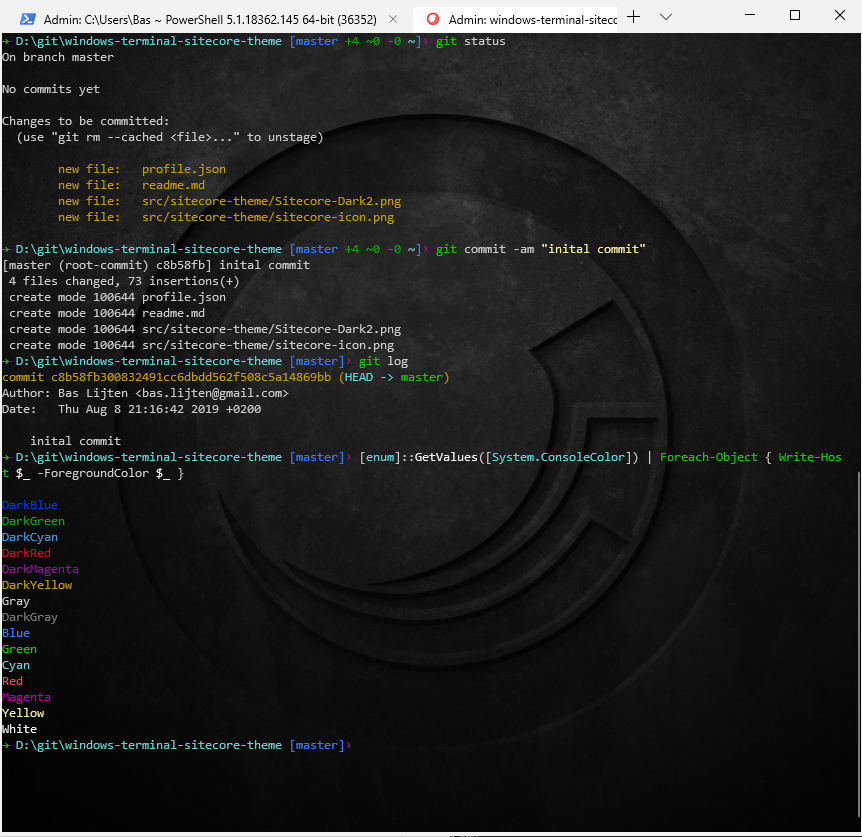 Admin: C:\Users\Bas ~ PowerShell 5.1.18362.145 64-bit (36352)
Admin: windows-terminal-siteco
→ D:\git\windows-terminal-sitecore-theme [master +4 ~0 -0 ~]› git status
On branch master
No commits yet
Changes to be committed:
(use "git rm --cached <file>..." to unstage)
new file:   profile.json
new file:   readme.md
new file:   src/sitecore-theme/Sitecore-Dark2.png
new file:   src/sitecore-theme/sitecore-icon.png
→ D:\git\windows-terminal-sitecore-theme [master +4 ~0 -0 ~]› git commit -am "inital commit"
[master (root-commit) c8b58fb] inital commit
4 files changed, 73 insertions(+)
create mode 100644 profile.json
create mode 100644 readme.md
create mode 100644 src/sitecore-theme/Sitecore-Dark2.png
create mode 100644 src/sitecore-theme/sitecore-icon.png
→ D:\git\windows-terminal-sitecore-theme [master]› git log
commit c8b58fb300832491cc6dbdd562f508c5a14869bb (HEAD -> master)
Author: Bas Lijten <bas.lijten@gmail.com>
Date:   Thu Aug 8 21:16:42 2019 +0200
inital commit
→ D:\git\windows-terminal-sitecore-theme [master]› [enum]::GetValues([System.ConsoleColor]) | Foreach-Object { Write-Hos
t $_ -ForegroundColor $_ }
DarkBlue
DarkGreen
DarkCyan
DarkRed
DarkMagenta
DarkYellow
Gray
DarkGray
Blue
Green
Cyan
Red
Magenta
Yellow
White
→ D:\git\windows-terminal-sitecore-theme [master]›